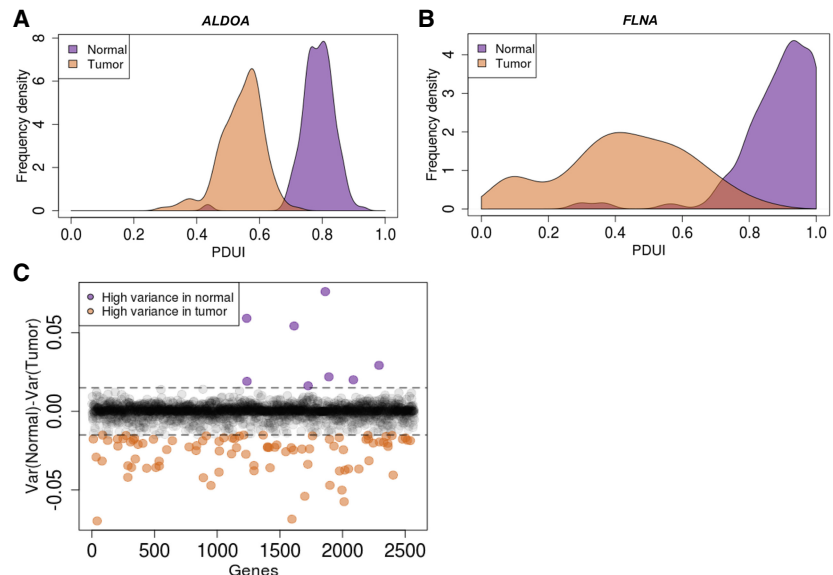 A
ALDOA
Normal
Tumor
Frequency density
8
6
4
2
0
0.0 0.2 0.4 0.6 0.8 1.0
PDUI
B
FLNA
Normal
Tumor
Frequency density
4
3
2
1
0
0.0 0.2 0.4 0.6 0.8 1.0
PDUI
C
High variance in normal
High variance in tumor
Var(Normal)-Var(Tumor)
0.05
0.00
-0.05
0 500 1000 1500 2000 2500
Genes